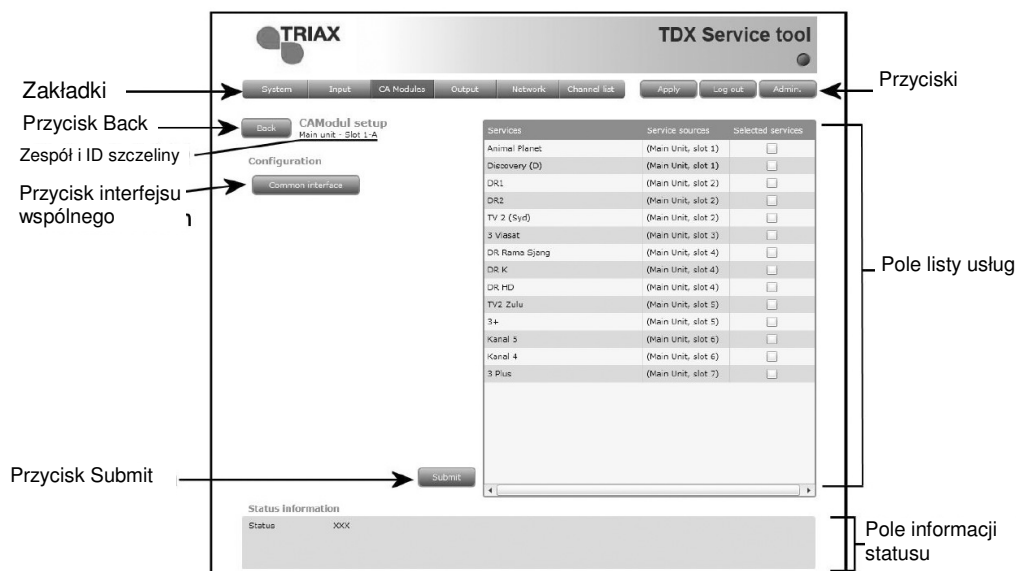 TRIAX
TDX Service tool
Zakładki
System Input CA Modules Output Network Channel list Apply Log out Admin.
Przyciski
Przycisk Back
Back
CAModul setup
Main unit - Slot 1-A
Zespół i ID szczeliny
Configuration
Przycisk interfejsu
wspólnego
Common interface
Services Service sources Selected services
Animal Planet (Main Unit, slot 1)
Discovery (D) (Main Unit, slot 1)
DR1 (Main Unit, slot 2)
DR2 (Main Unit, slot 2)
TV 2 (Syd) (Main Unit, slot 2)
3 Viasat (Main Unit, slot 3)
DR Rama Sjang (Main Unit, slot 4)
DR K (Main Unit, slot 4)
DR HD (Main Unit, slot 4)
TV2 Zulu (Main Unit, slot 5)
3+ (Main Unit, slot 5)
Kanal 5 (Main Unit, slot 6)
Kanal 4 (Main Unit, slot 6)
3 Plus (Main Unit, slot 7)
Pole listy usług
Przycisk Submit
Submit
Status information
Status XXX
Pole informacji
statusu